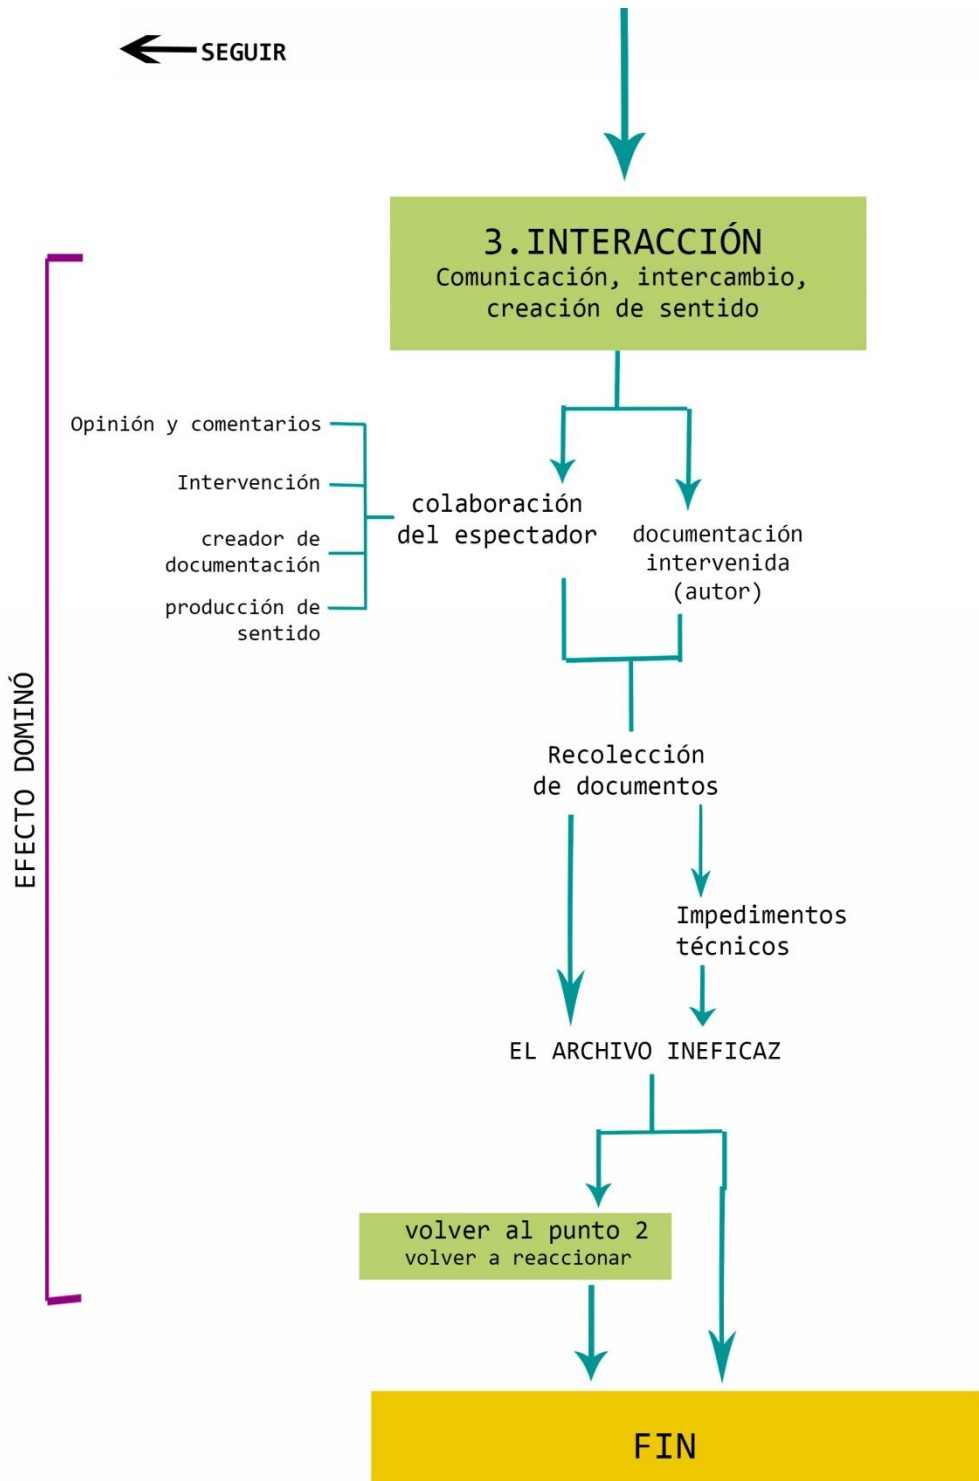 SEGUIR
3.INTERACCIÓN
Comunicación, intercambio,
creación de sentido
Opinión y comentarios
Intervención
creador de
documentación
producción de
sentido
colaboración
del espectador
documentación
intervenida
(autor)
EFECTO DOMINÓ
Recolección
de documentos
Impedimentos
técnicos
EL ARCHIVO INEFICAZ
volver al punto 2
volver a reaccionar
FIN